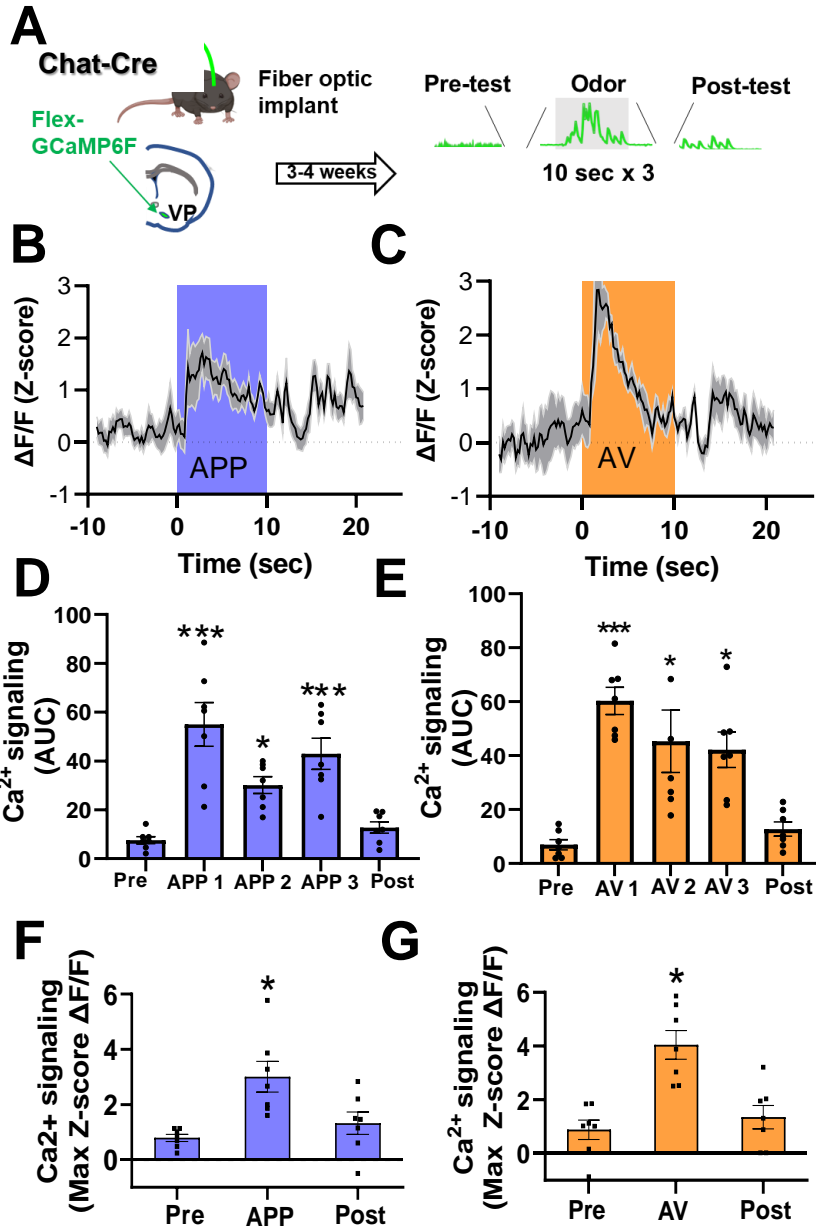 A
Chat-Cre
Fiber optic
implant
Flex-
GCaMP6F
VP
3-4 weeks
Pre-test
Odor
Post-test
10 sec x 3
B
ΔF/F (Z-score)
3
2
1
0
-1
APP
-10
0
10
20
Time (sec)
C
ΔF/F (Z-score)
3
2
1
0
-1
AV
-10
0
10
20
Time (sec)
D
Ca2+ signaling
(AUC)
100
80
60
40
20
0
***
*
***
Pre
APP 1
APP 2
APP 3
Post
E
Ca2+ signaling
(AUC)
100
80
60
40
20
0
***
*
*
Pre
AV 1
AV 2
AV 3
Post
F
Ca2+ signaling
(Max Z-score ΔF/F)
6
4
2
0
*
Pre
APP
Post
G
Ca2+ signaling
(Max Z-score ΔF/F)
6
4
2
0
*
Pre
AV
Post